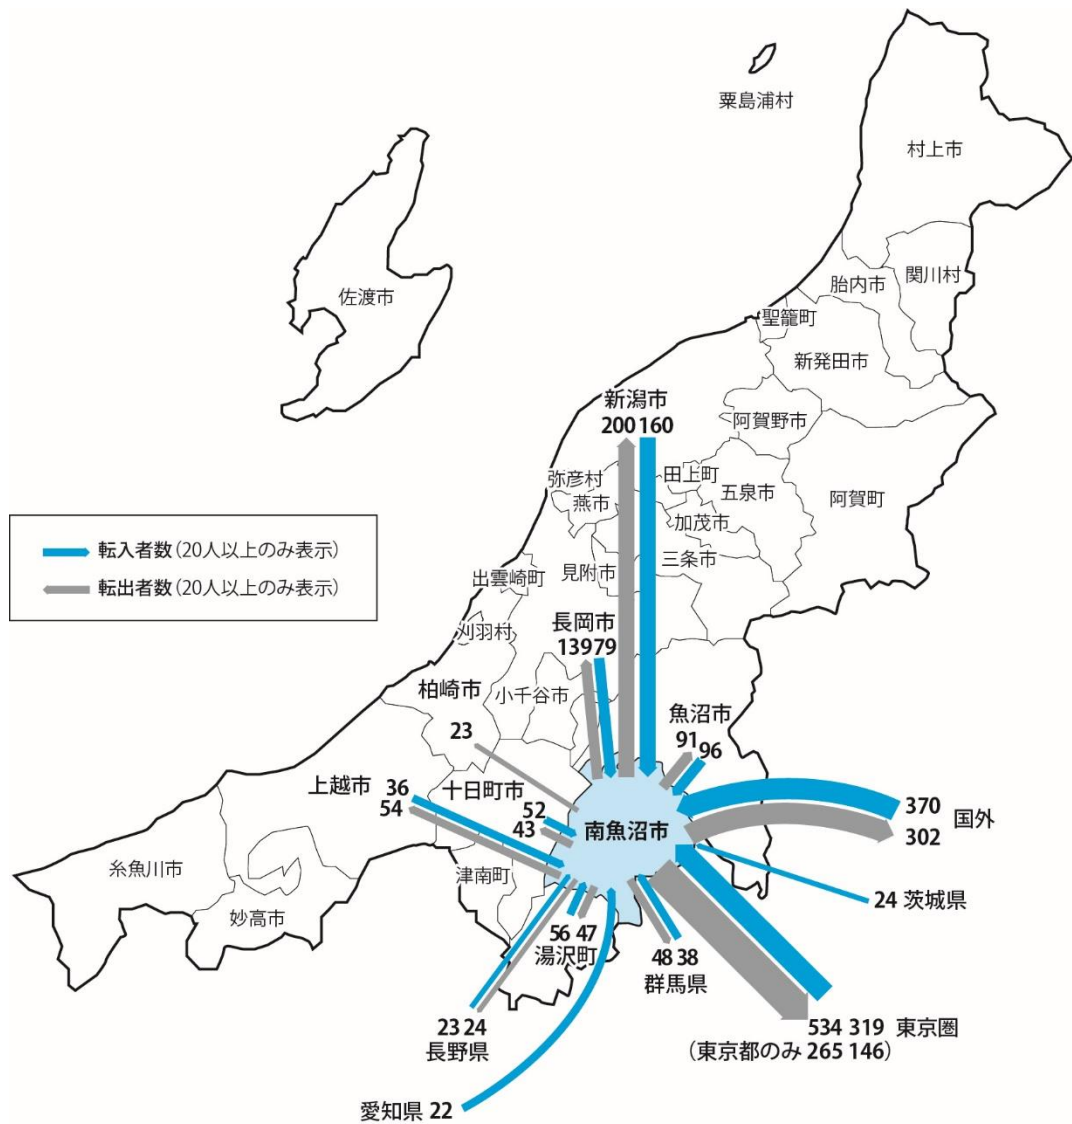 粟島浦村
村上市
関川村
胎内市
佐渡市
聖籠町
新発田市
新潟市
200 160
阿賀野市
弥彦村
田上町
五泉市
阿賀町
燕市
加茂市
転入者数(20人以上のみ表示)
転出者数(20人以上のみ表示)
出雲崎町
見附市
三条市
刈羽村
長岡市
139 79
柏崎市
23
小千谷市
魚沼市
91 96
上越市
36
54
十日町市
52
43
南魚沼市
370
302
国外
糸魚川市
妙高市
津南町
24 茨城県
56 47
湯沢町
48 38
群馬県
23 24
長野県
534 319 東京圏
(東京都のみ 265 146)
愛知県 22